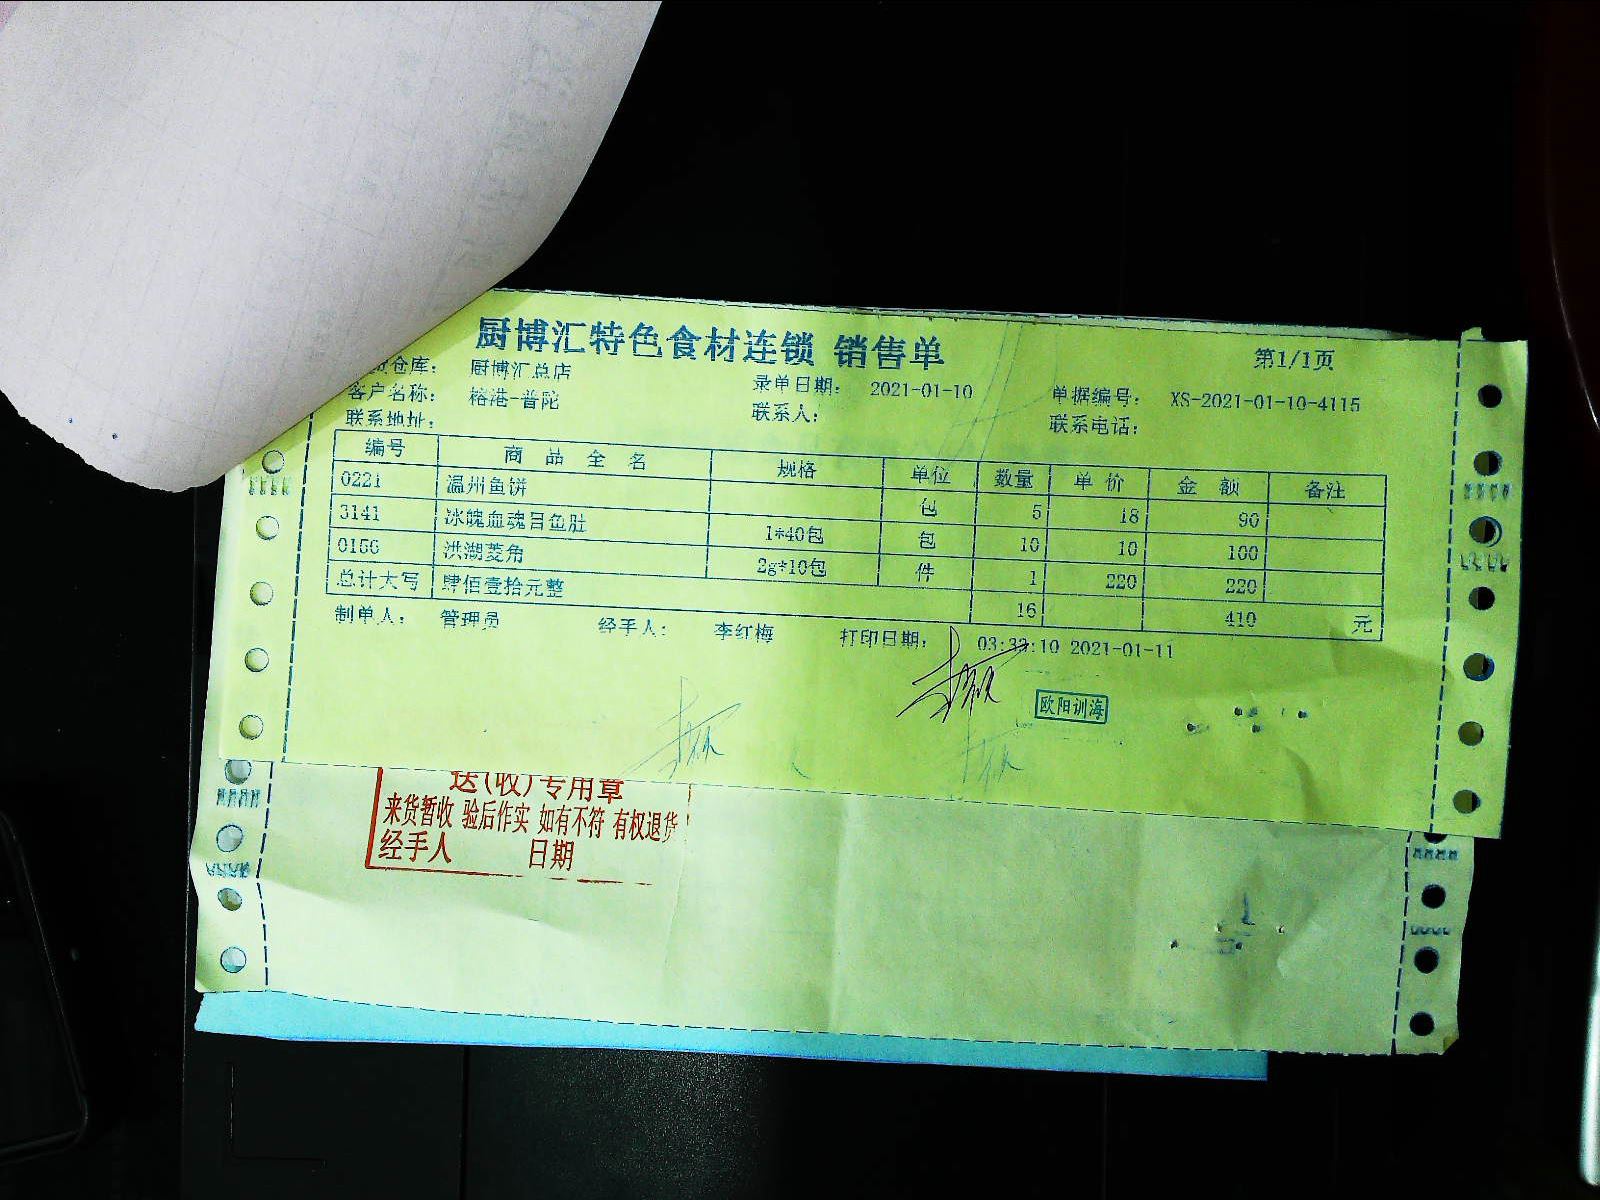 厨博汇特色食材连锁 销售单
第1/1页
仓库： 厨博汇总店 录单日期： 2021-01-10 单据编号： XS-2021-01-10-4115
客户名称： 榕港-普陀 联系人： 联系电话：
联系地址：
编号 商品全名 规格 单位 数量 单价 金额 备注
0221 温州鱼饼 包 5 18 90
3141 冰魄血魂吕鱼肚 1*40包 包 10 10 100
0156 洪湖菱角 2g*10包 件 1 220 220
总计大写 肆佰壹拾元整 16 410 元
制单人： 管理员 经手人： 李红梅 打印日期： 03:33:10 2021-01-11
欧阳训海
送(收)专用章
来货暂收 验后作实 如有不符 有权退货
经手人 日期